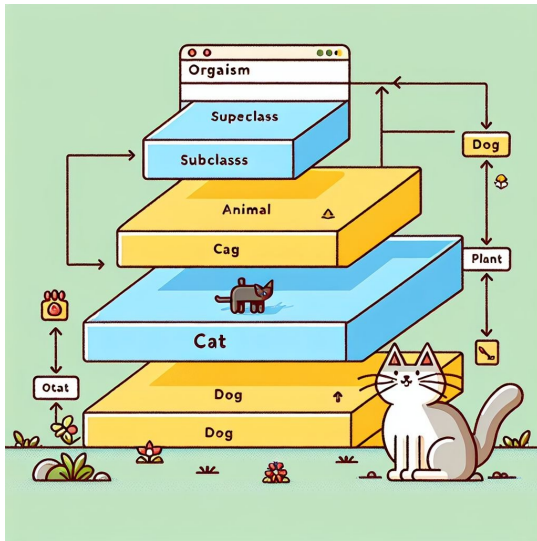 Orgaism
Supeclass
Subclasss
Dog
Animal
Cag
Plant
Cat
Otat
Dog
Dog